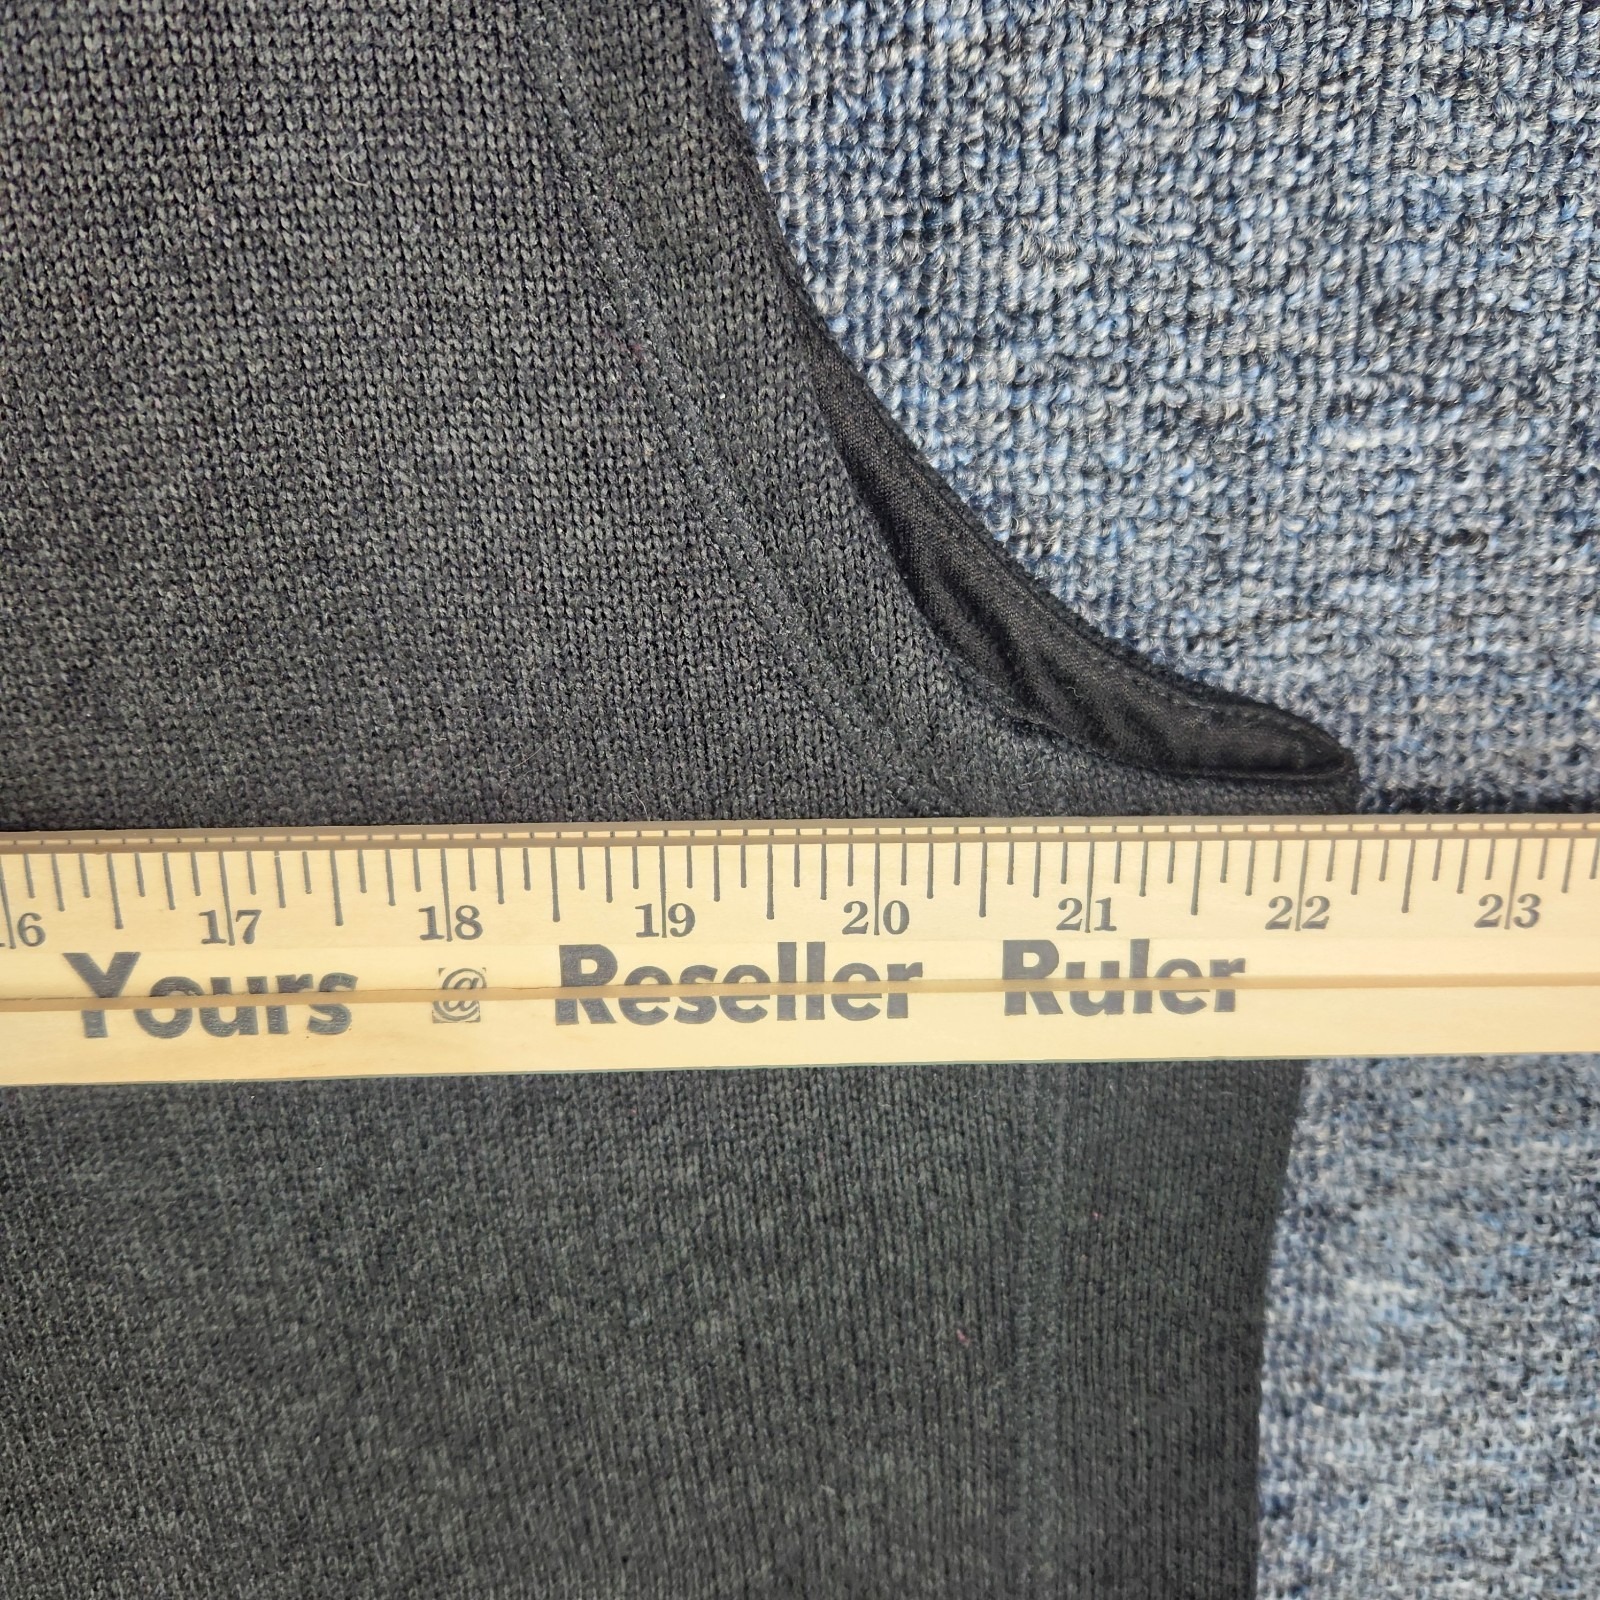 16 17 18 19 20 21 22 23
Yours @ Reseller Ruler